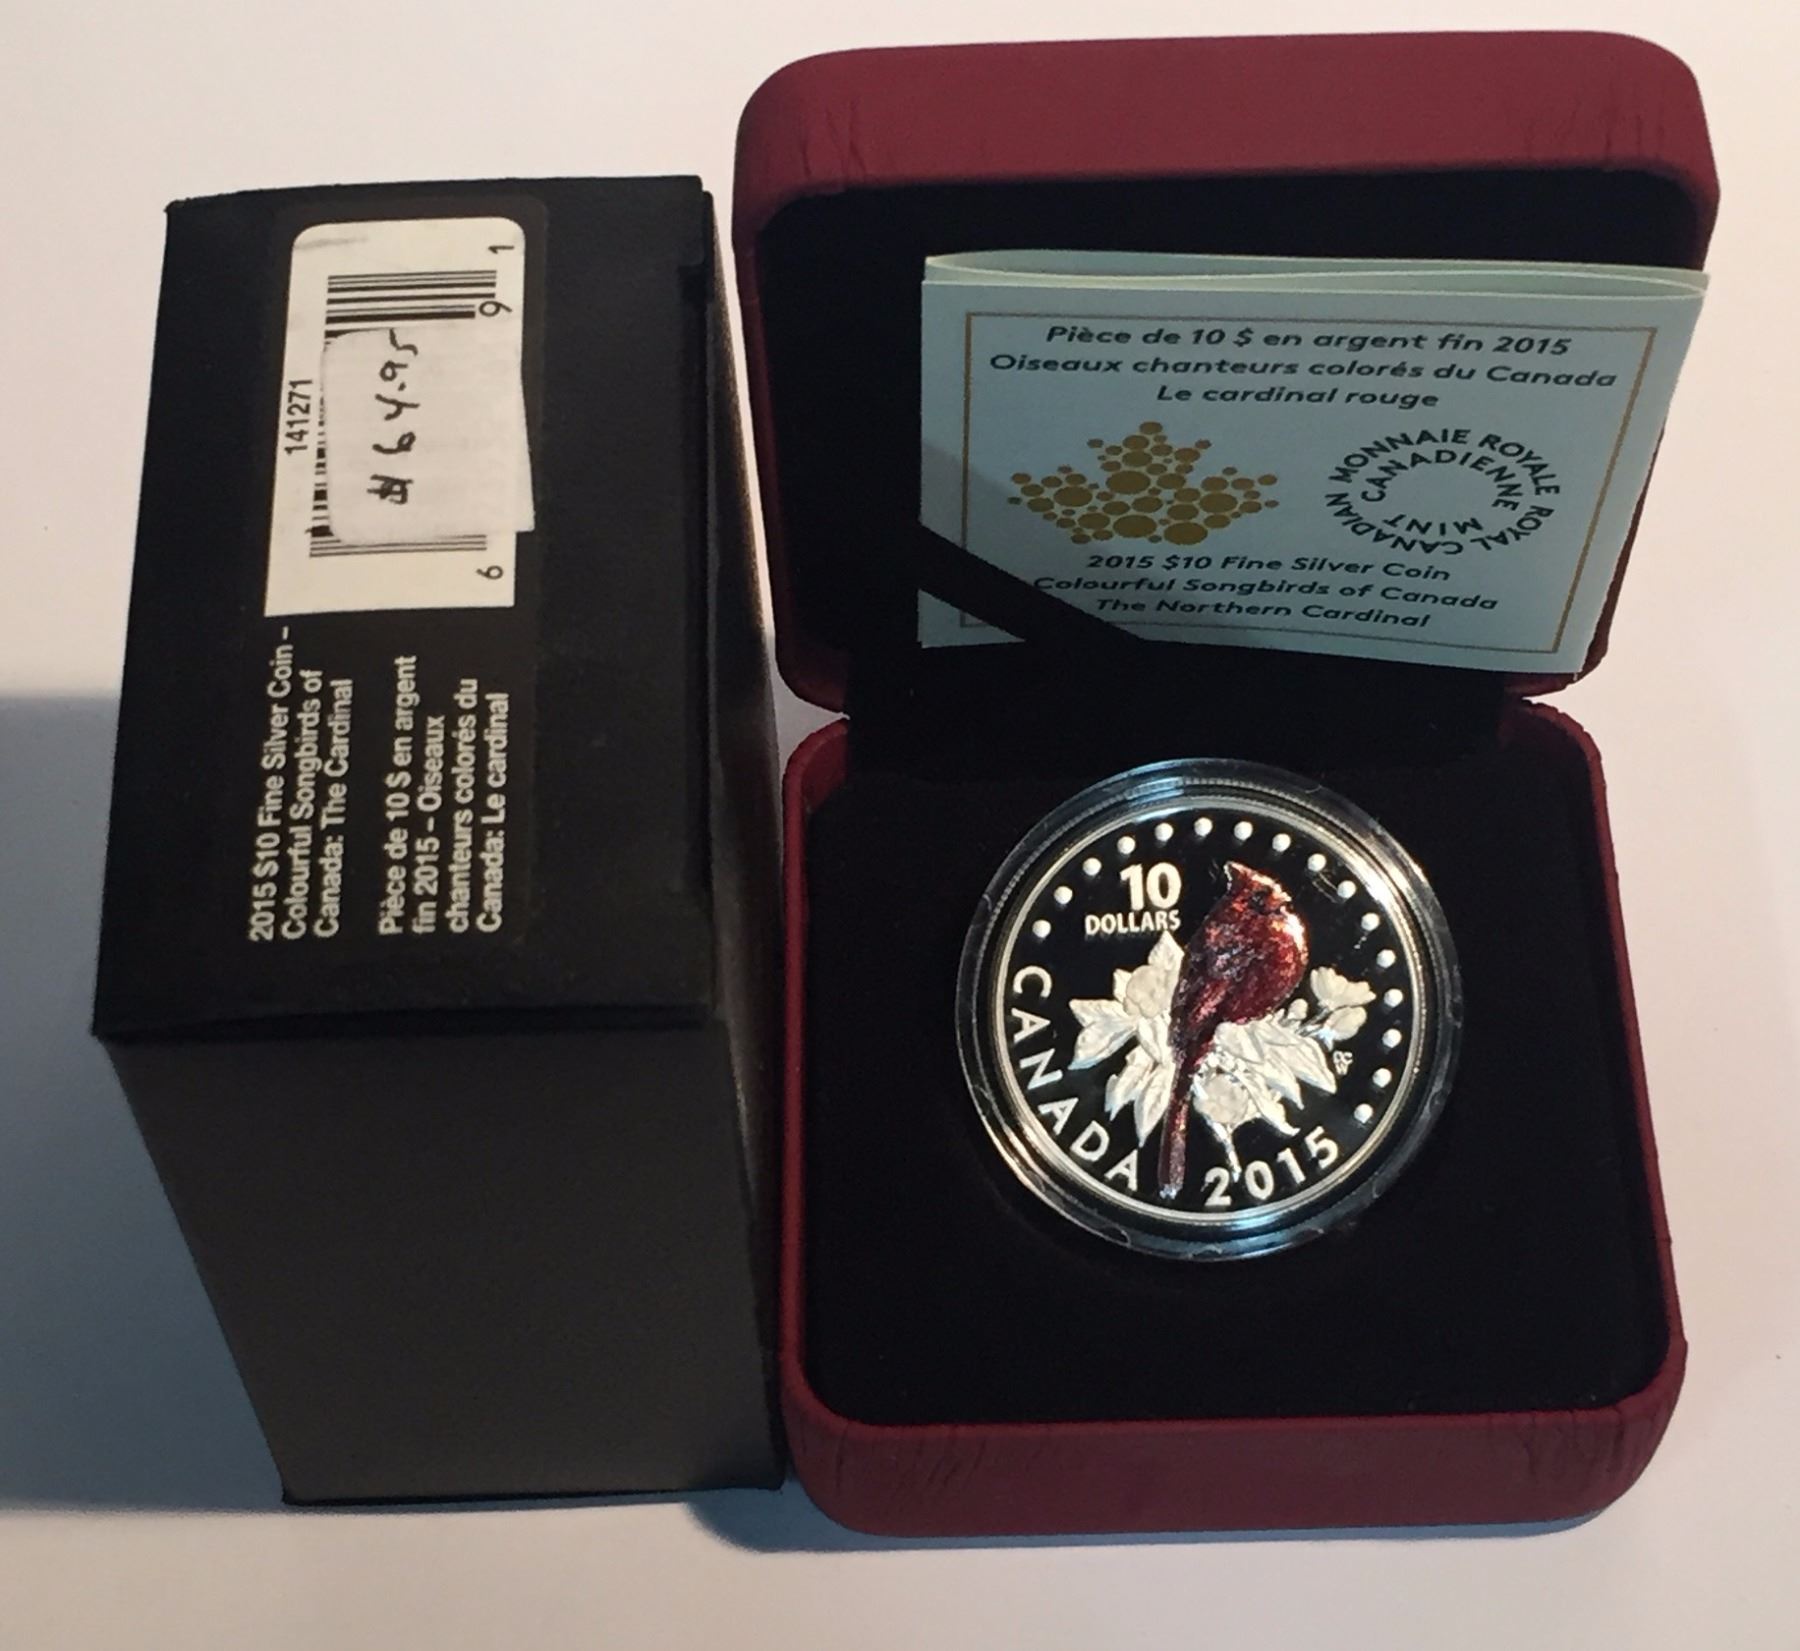 141271
6
9
1
# 64.95
2015 $10 Fine Silver Coin –
Colourful Songbirds of
Canada: The Cardinal
Pièce de 10 $ en argent
fin 2015 – Oiseaux
chanteurs colorés du
Canada: Le cardinal
Pièce de 10 $ en argent fin 2015
Oiseaux chanteurs colorés du Canada
Le cardinal rouge
MONNAIE ROYALE CANADIENNE
ROYAL CANADIAN MINT
2015 $10 Fine Silver Coin
Colourful Songbirds of Canada
The Northern Cardinal
10
DOLLARS
CANADA
2015